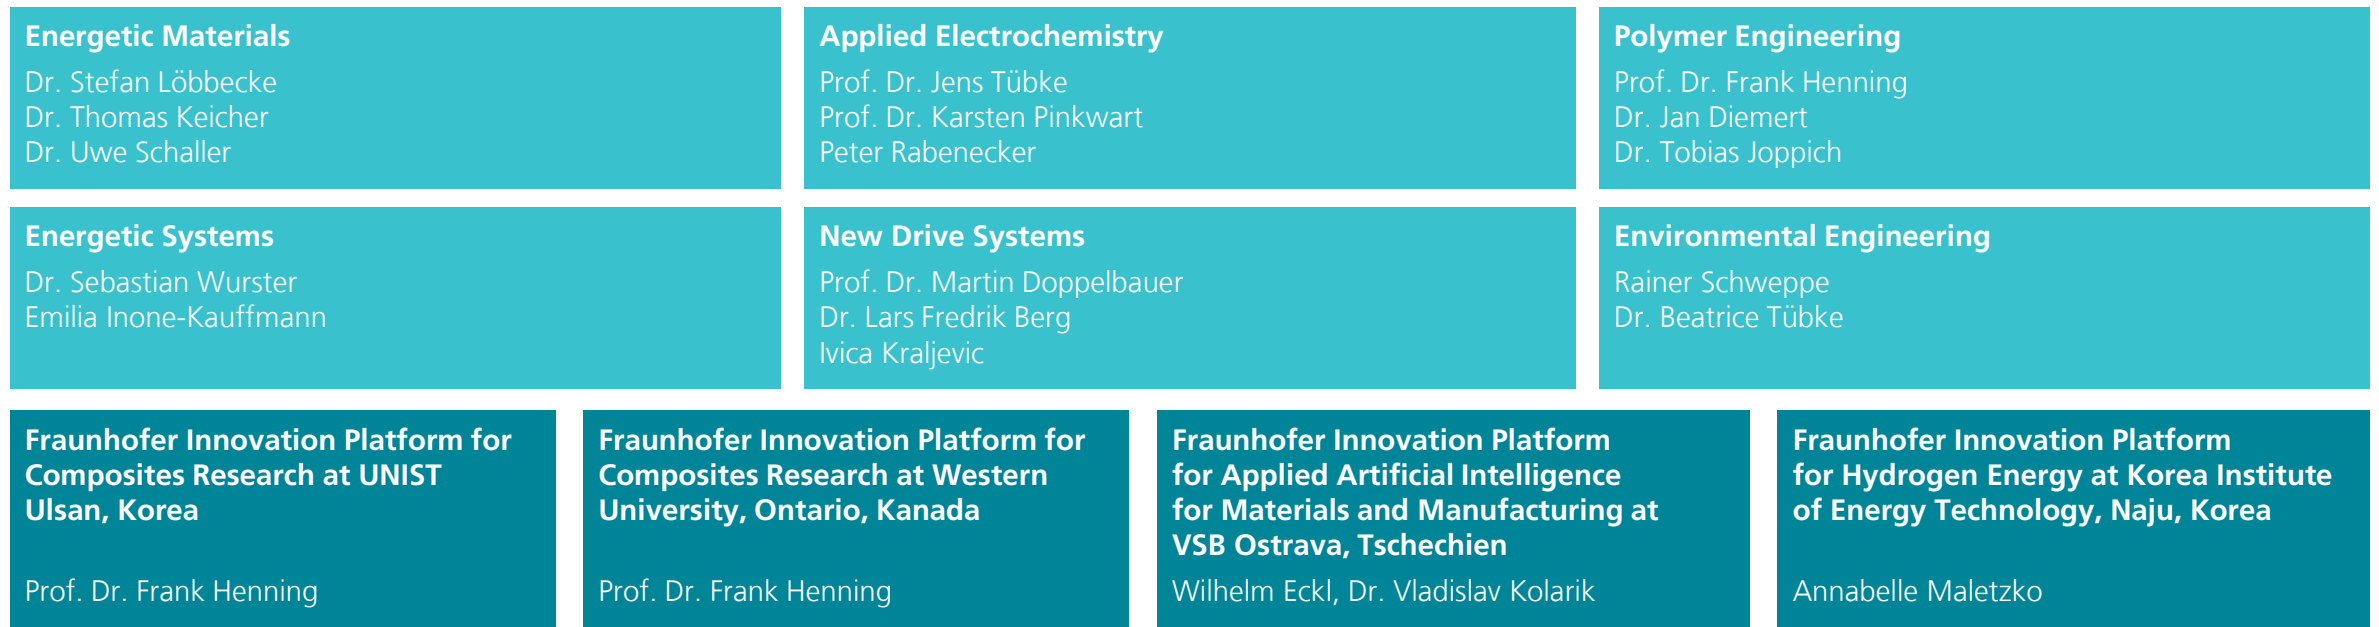 Energetic Materials
Dr. Stefan Löbbecke
Dr. Thomas Keicher
Dr. Uwe Schaller
Applied Electrochemistry
Prof. Dr. Jens Tübke
Prof. Dr. Karsten Pinkwart
Peter Rabenecker
Polymer Engineering
Prof. Dr. Frank Henning
Dr. Jan Diemert
Dr. Tobias Joppich
Energetic Systems
Dr. Sebastian Wurster
Emilia Inone-Kauffmann
New Drive Systems
Prof. Dr. Martin Doppelbauer
Dr. Lars Fredrik Berg
Ivica Kraljevic
Environmental Engineering
Rainer Schweppe
Dr. Beatrice Tübke
Fraunhofer Innovation Platform for
Composites Research at UNIST
Ulsan, Korea
Prof. Dr. Frank Henning
Fraunhofer Innovation Platform for
Composites Research at Western
University, Ontario, Kanada
Prof. Dr. Frank Henning
Fraunhofer Innovation Platform
for Applied Artificial Intelligence
for Materials and Manufacturing at
VSB Ostrava, Tschechien
Wilhelm Eckl, Dr. Vladislav Kolarik
Fraunhofer Innovation Platform
for Hydrogen Energy at Korea Institute
of Energy Technology, Naju, Korea
Annabelle Maletzko